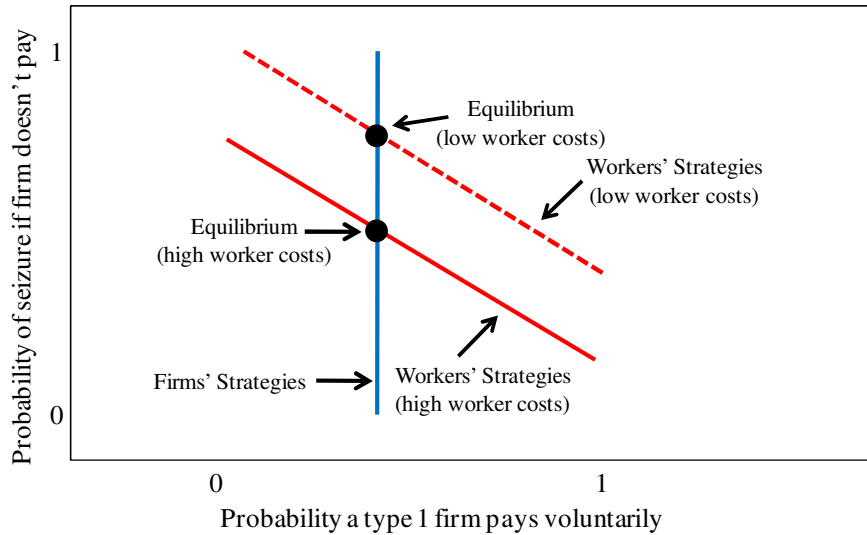 Probability of seizure if firm doesn't pay
1
0
Equilibrium
(low worker costs)
Workers' Strategies
(low worker costs)
Equilibrium
(high worker costs)
Firms' Strategies
Workers' Strategies
(high worker costs)
0
1
Probability a type 1 firm pays voluntarily